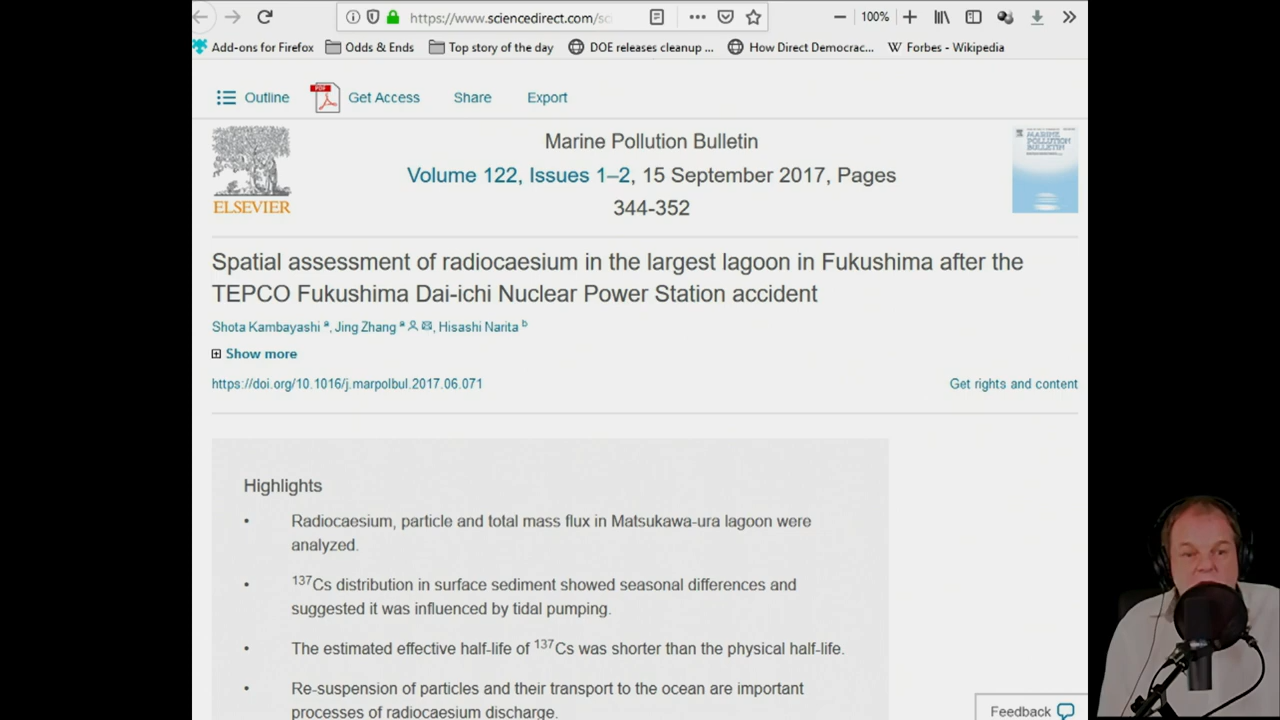 https://www.sciencedirect.com/sc
100%
Add-ons for Firefox
Odds & Ends
Top story of the day
DOE releases cleanup ...
How Direct Democrac...
W Forbes - Wikipedia
Outline
PDF
Get Access
Share
Export
ELSEVIER
Marine Pollution Bulletin
Volume 122, Issues 1–2, 15 September 2017, Pages
344-352
MARINE
POLLUTION
BULLETIN
Spatial assessment of radiocaesium in the largest lagoon in Fukushima after the
TEPCO Fukushima Dai-ichi Nuclear Power Station accident
Shota Kambayashi a, Jing Zhang a, Hisashi Narita b
Show more
https://doi.org/10.1016/j.marpolbul.2017.06.071
Get rights and content
Highlights
• Radiocaesium, particle and total mass flux in Matsukawa-ura lagoon were
analyzed.
• 137Cs distribution in surface sediment showed seasonal differences and
suggested it was influenced by tidal pumping.
• The estimated effective half-life of 137Cs was shorter than the physical half-life.
• Re-suspension of particles and their transport to the ocean are important
processes of radiocaesium discharge.
Feedback